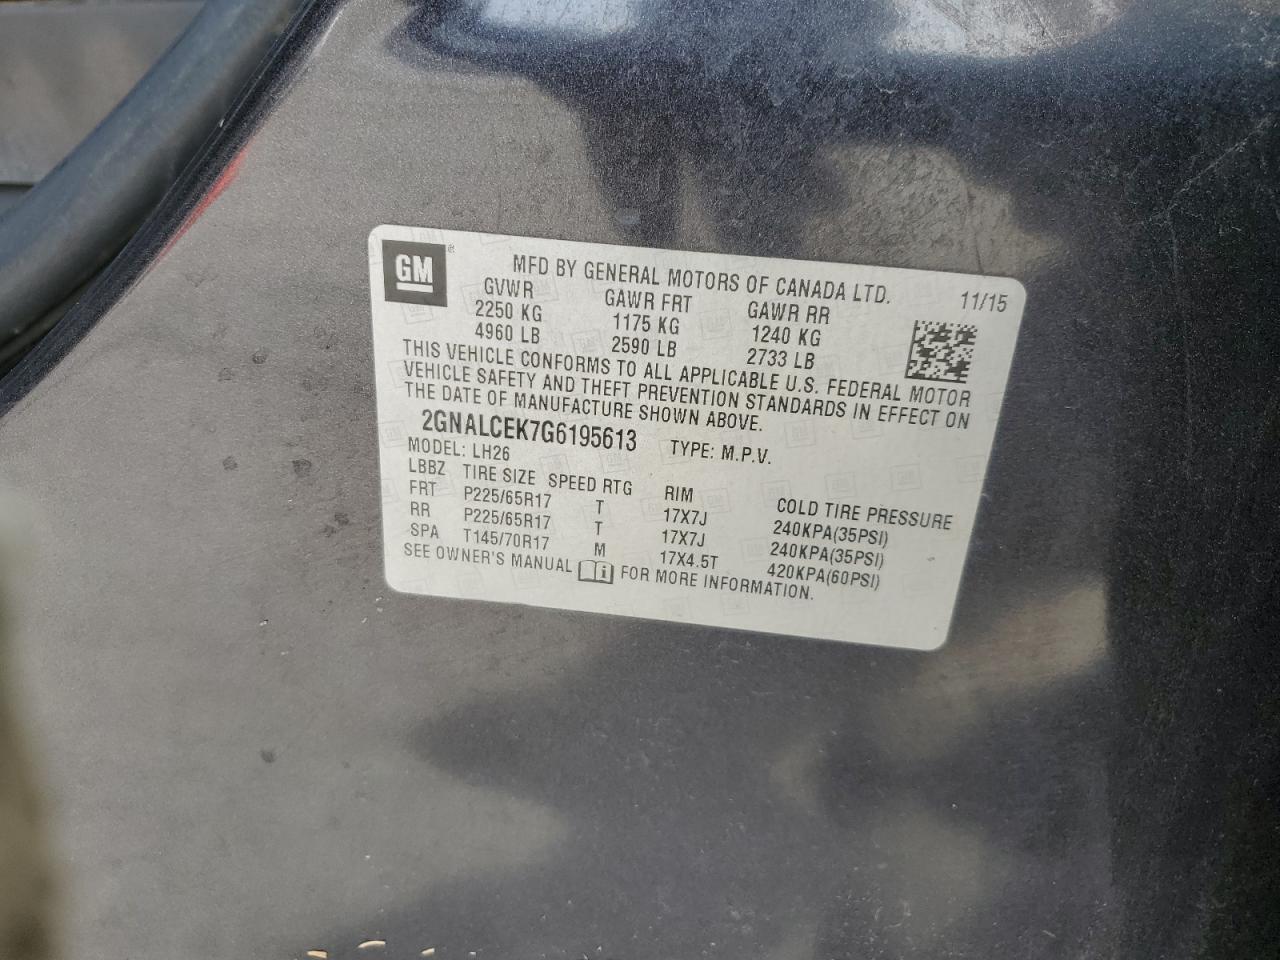 GM ®
MFD BY GENERAL MOTORS OF CANADA LTD. 11/15
GVWR GAWR FRT GAWR RR
2250 KG 1175 KG 1240 KG
4960 LB 2590 LB 2733 LB
THIS VEHICLE CONFORMS TO ALL APPLICABLE U.S. FEDERAL MOTOR
VEHICLE SAFETY AND THEFT PREVENTION STANDARDS IN EFFECT ON
THE DATE OF MANUFACTURE SHOWN ABOVE.
2GNALCEK7G6195613 TYPE: M.P.V.
MODEL: LH26
LBBZ TIRE SIZE SPEED RTG RIM COLD TIRE PRESSURE
FRT P225/65R17 T 17X7J 240KPA(35PSI)
RR P225/65R17 T 17X7J 240KPA(35PSI)
SPA T145/70R17 M 17X4.5T 420KPA(60PSI)
SEE OWNER'S MANUAL i FOR MORE INFORMATION.